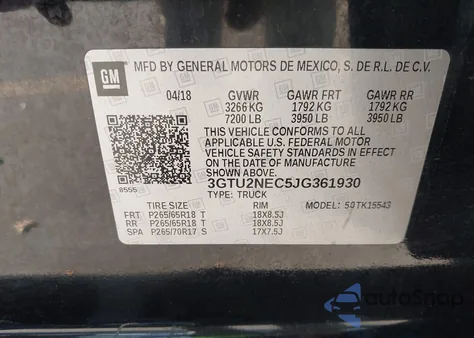 GM
MFD BY GENERAL MOTORS DE MEXICO, S. DE R.L. DE C.V.
04/18 GVWR GAWR FRT GAWR RR
3266 KG 1792 KG 1792 KG
7200 LB 3950 LB 3950 LB
THIS VEHICLE CONFORMS TO ALL
APPLICABLE U.S. FEDERAL MOTOR
VEHICLE SAFETY STANDARDS IN EFFECT
ON THE DATE OF MANUFACTURE
SHOWN ABOVE.
3GTU2NEC5JG361930
8555 TYPE: TRUCK MODEL: TK15543
TIRE SIZE RIM
FRT P265/65R18 T 18X8.5J
RR P265/65R18 T 18X8.5J
SPA P265/70R17 S 17X7.5J
autoSnap